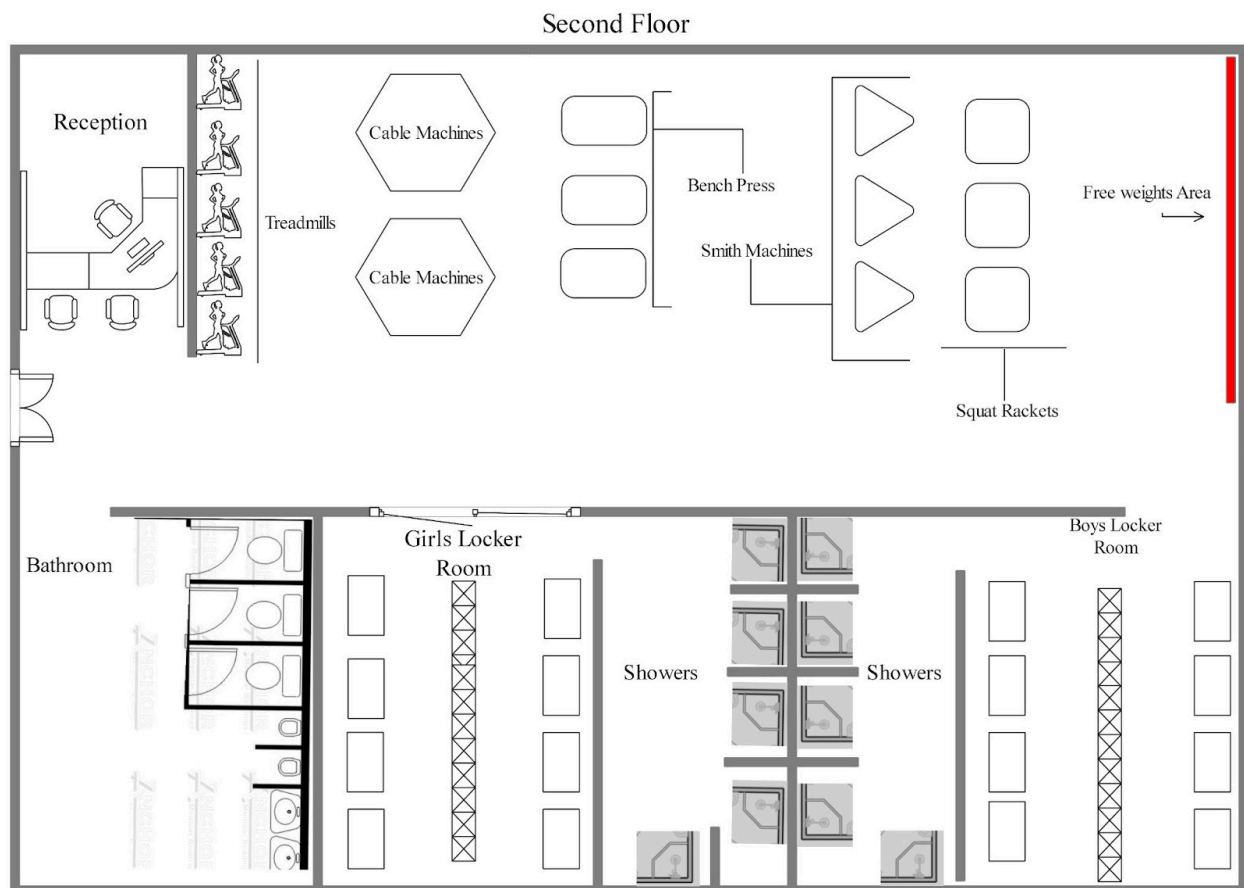 Second Floor
Reception
Cable Machines
Bench Press
Free weights Area
Treadmills
Smith Machines
Cable Machines
Squat Rackets
Bathroom
Girls Locker
Room
Boys Locker
Room
Showers
Showers